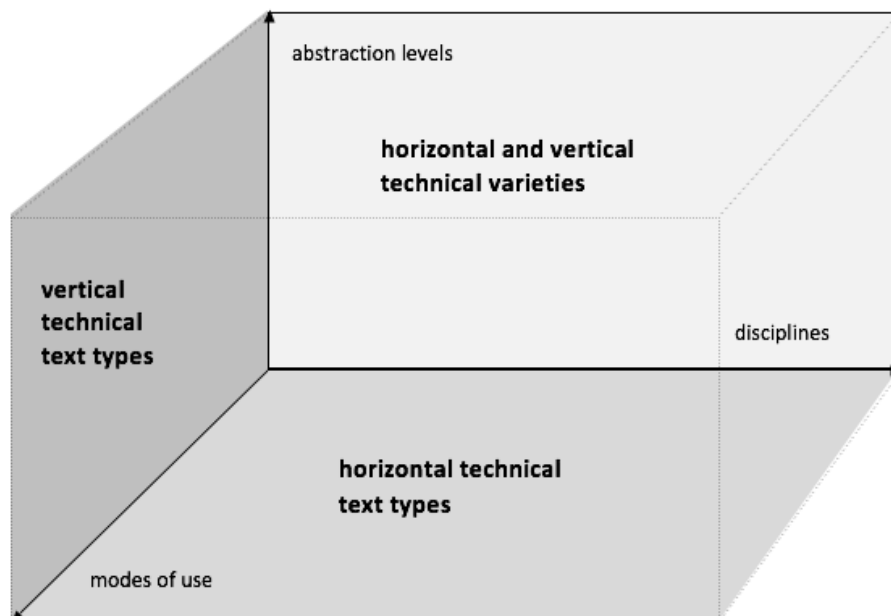 abstraction levels
horizontal and vertical
technical varieties
vertical
technical
text types
disciplines
horizontal technical
text types
modes of use